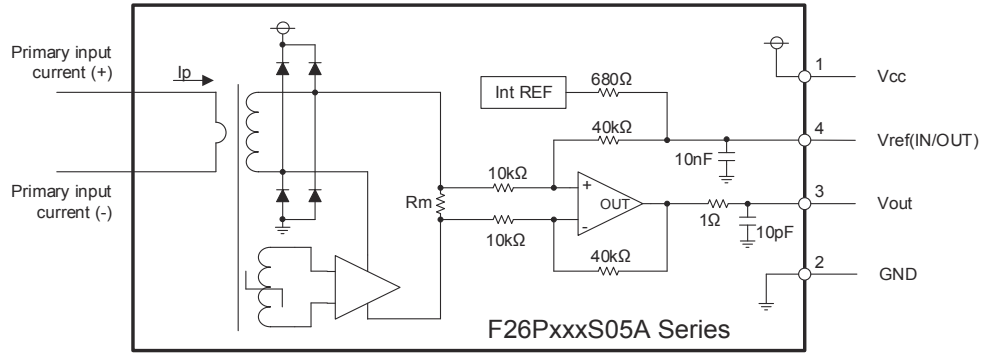 Primary input
current (+)
Ip
Primary input
current (-)
Int REF
680Ω
40kΩ
10nF
10kΩ
Rm
+
OUT
-
10kΩ
40kΩ
1Ω
10pF
1
Vcc
4
Vref(IN/OUT)
3
Vout
2
GND
F26PxxxS05A Series